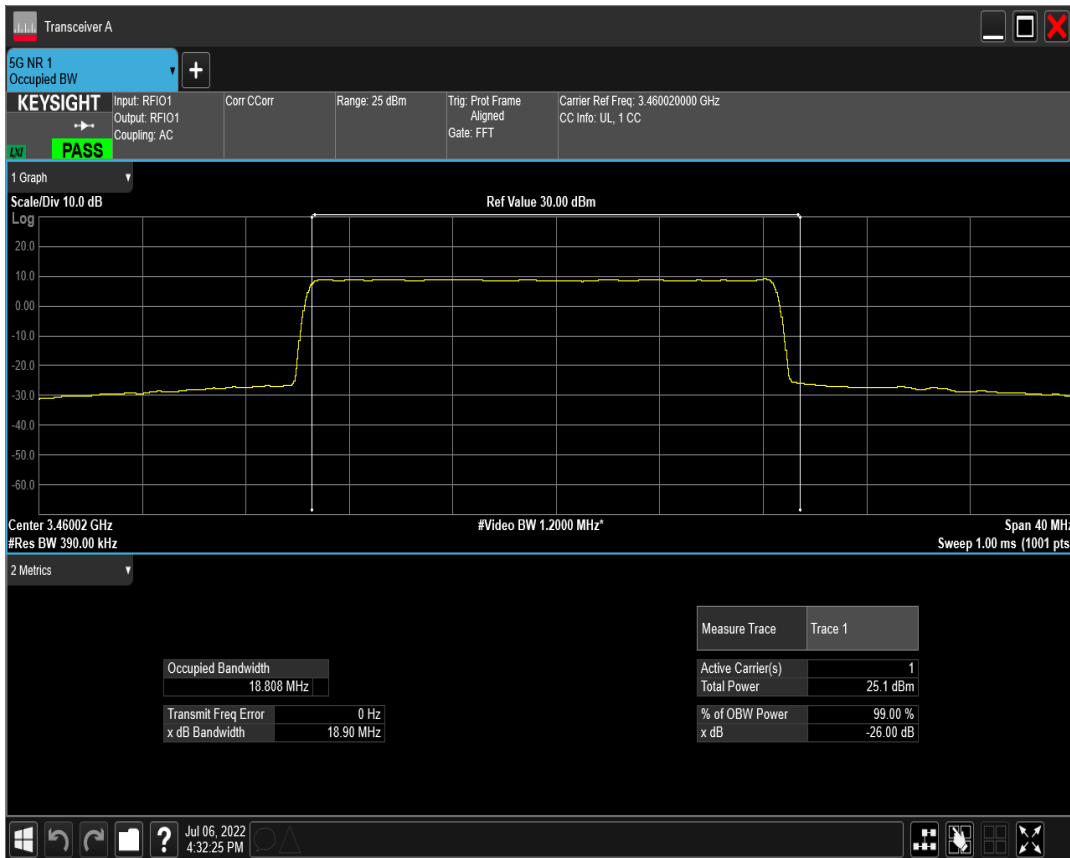 Transceiver A
5G NR 1
Occupied BW
KEYSIGHT
LXI
PASS
Input: RFIO1
Output: RFIO1
Coupling: AC
Corr CCorr
Range: 25 dBm
Trig: Prot Frame
Aligned
Gate: FFT
Carrier Ref Freq: 3.460020000 GHz
CC Info: UL, 1 CC
1 Graph
Scale/Div 10.0 dB
Ref Value 30.00 dBm
Log
20.0
10.0
0.00
-10.0
-20.0
-30.0
-40.0
-50.0
-60.0
Center 3.46002 GHz
#Video BW 1.2000 MHz*
Span 40 MHz
#Res BW 390.00 kHz
Sweep 1.00 ms (1001 pts
2 Metrics
Measure Trace Trace 1
Occupied Bandwidth
18.808 MHz
Active Carrier(s) 1
Total Power 25.1 dBm
Transmit Freq Error 0 Hz
x dB Bandwidth 18.90 MHz
% of OBW Power 99.00 %
x dB -26.00 dB
?
Jul 06, 2022
4:32:25 PM